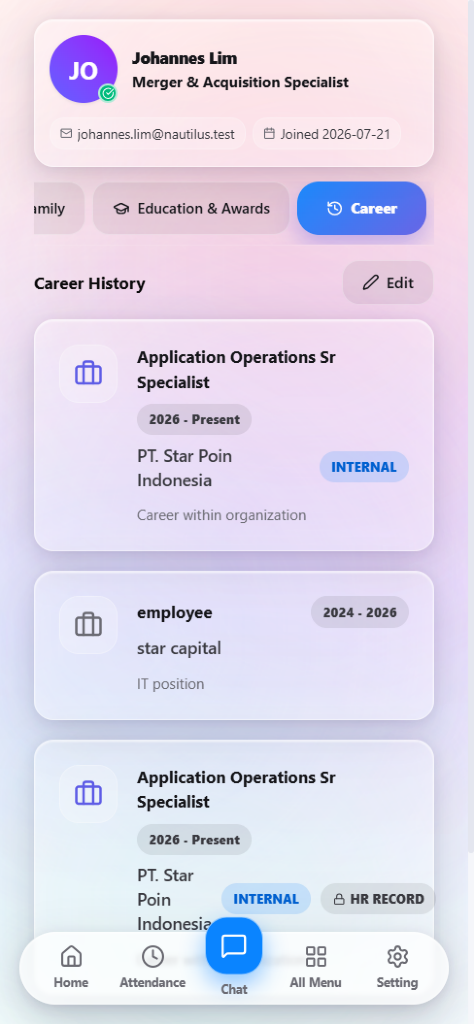 JO
Johannes Lim
Merger & Acquisition Specialist
johannes.lim@nautilus.test
Joined 2026-07-21
amily
Education & Awards
Career
Career History
Edit
Application Operations Sr
Specialist
2026 - Present
PT. Star Poin
Indonesia
INTERNAL
Career within organization
employee
2024 - 2026
star capital
IT position
Application Operations Sr
Specialist
2026 - Present
PT. Star
Poin
Indonesia
INTERNAL
HR RECORD
Home
Attendance
Chat
All Menu
Setting